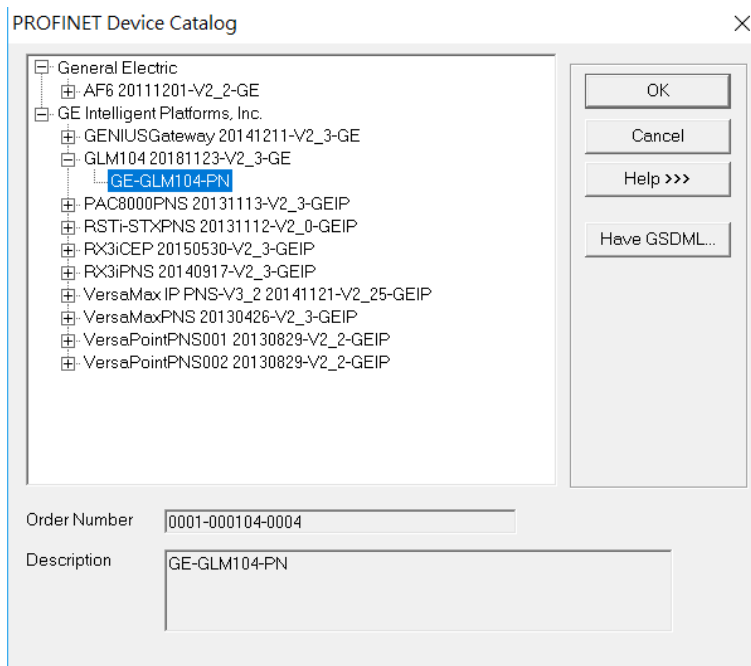 PROFINET Device Catalog
General Electric
AF6 20111201-V2_2-GE
GE Intelligent Platforms, Inc.
GENIUSGateway 20141211-V2_3-GE
GLM104 20181123-V2_3-GE
GE-GLM104-PN
PAC8000PNS 20131113-V2_3-GEIP
RSTi-STXPNS 20131112-V2_0-GEIP
RX3iCEP 20150530-V2_3-GEIP
RX3iPNS 20140917-V2_3-GEIP
VersaMax IP PNS-V3_2 20141121-V2_25-GEIP
VersaMaxPNS 20130426-V2_3-GEIP
VersaPointPNS001 20130829-V2_2-GEIP
VersaPointPNS002 20130829-V2_2-GEIP
OK
Cancel
Help >>>
Have GSDML...
Order Number 0001-000104-0004
Description GE-GLM104-PN